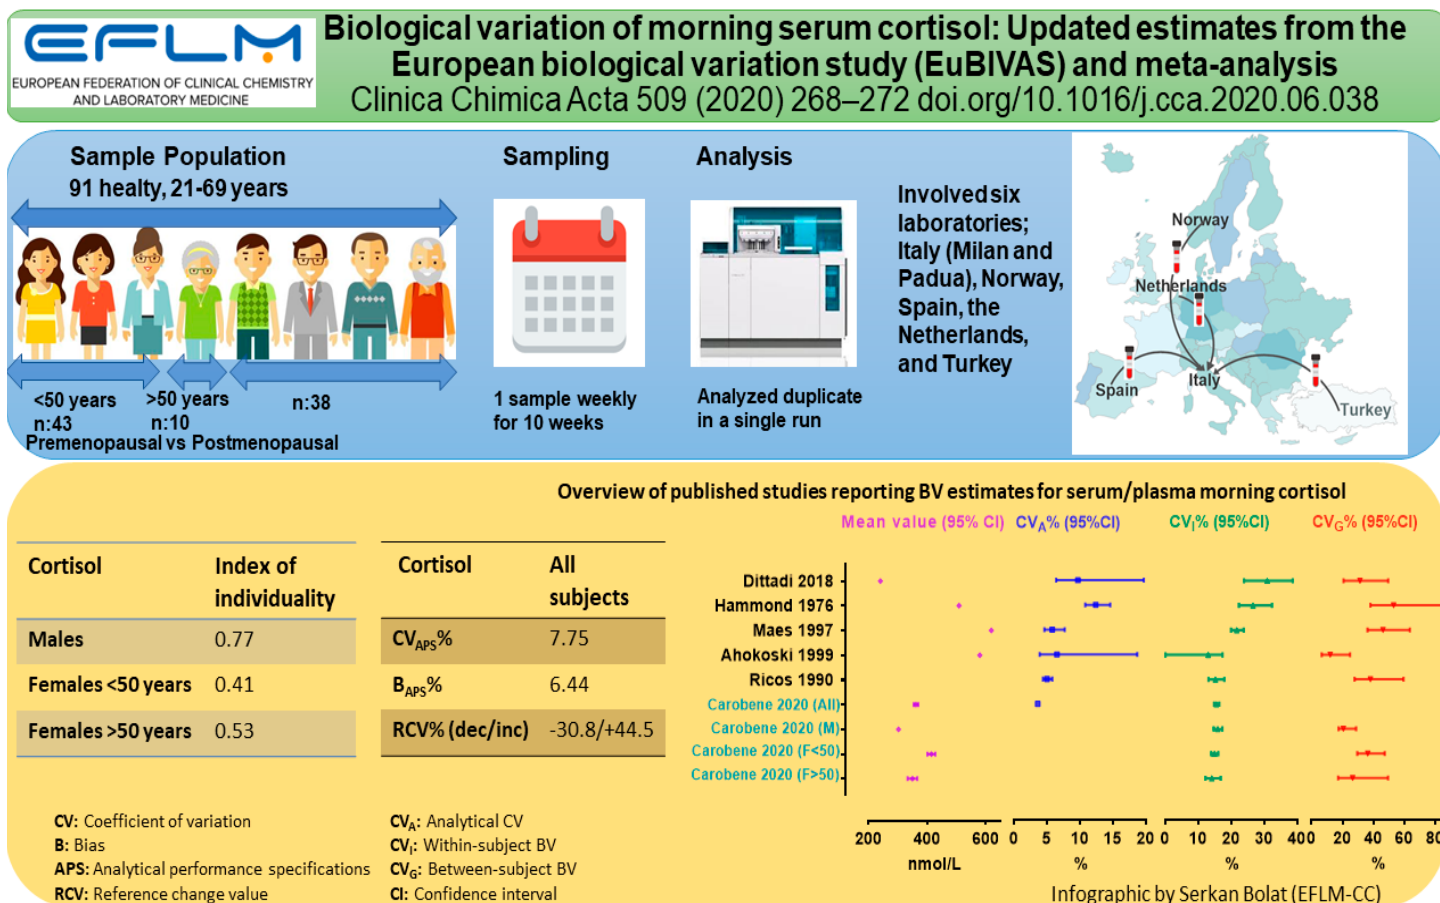 EFLM
EUROPEAN FEDERATION OF CLINICAL CHEMISTRY
AND LABORATORY MEDICINE
Biological variation of morning serum cortisol: Updated estimates from the
European biological variation study (EuBIVAS) and meta-analysis
Clinica Chimica Acta 509 (2020) 268–272 doi.org/10.1016/j.cca.2020.06.038
Sample Population
91 healty, 21-69 years
<50 years
n:43
>50 years
n:10
n:38
Premenopausal vs Postmenopausal
Sampling
1 sample weekly
for 10 weeks
Analysis
Analyzed duplicate
in a single run
Involved six
laboratories;
Italy (Milan and
Padua), Norway,
Spain, the
Netherlands,
and Turkey
Norway
Netherlands
Spain
Italy
Turkey
Cortisol Index of
individuality
Males 0.77
Females <50 years 0.41
Females >50 years 0.53
Cortisol All
subjects
CVAPS% 7.75
BAPS% 6.44
RCV% (dec/inc) -30.8/+44.5
CV: Coefficient of variation
B: Bias
APS: Analytical performance specifications
RCV: Reference change value
CVA: Analytical CV
CVI: Within-subject BV
CVG: Between-subject BV
CI: Confidence interval
Overview of published studies reporting BV estimates for serum/plasma morning cortisol
Mean value (95% CI) CVA% (95%CI) CVI% (95%CI) CVG% (95%CI)
Dittadi 2018
Hammond 1976
Maes 1997
Ahokoski 1999
Ricos 1990
Carobene 2020 (All)
Carobene 2020 (M)
Carobene 2020 (F<50)
Carobene 2020 (F>50)
200 400 600 0 5 10 15 20 0 10 20 30 40 0 20 40 60 80
nmol/L % % %
Infographic by Serkan Bolat (EFLM-CC)